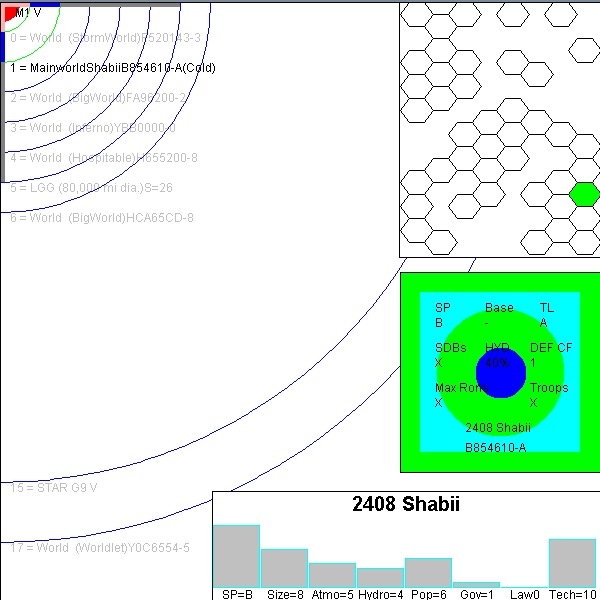 M1 V
0 = World (StormWorld)F520143-3
1 = MainworldShabiiB854610-A(Cold)
2 = World (BigWorld)FA96200-2
3 = World (Inferno)YBB0000-0
4 = World (Hospitable)H655200-8
5 = LGG (80,000 mi dia.)S=26
6 = World (BigWorld)HCA65CD-8
SP Base TL
B - A
SDBs HYD DEF CF
X 40% 1
Max Ron- Troops
X X
2408 Shabii
B854610-A
15 = STAR G9 V
17 = World (Worldlet)Y0C6554-5
2408 Shabii
SP=B Size=8 Atmo=5 Hydro=4 Pop=6 Gov=1 Law0 Tech=10